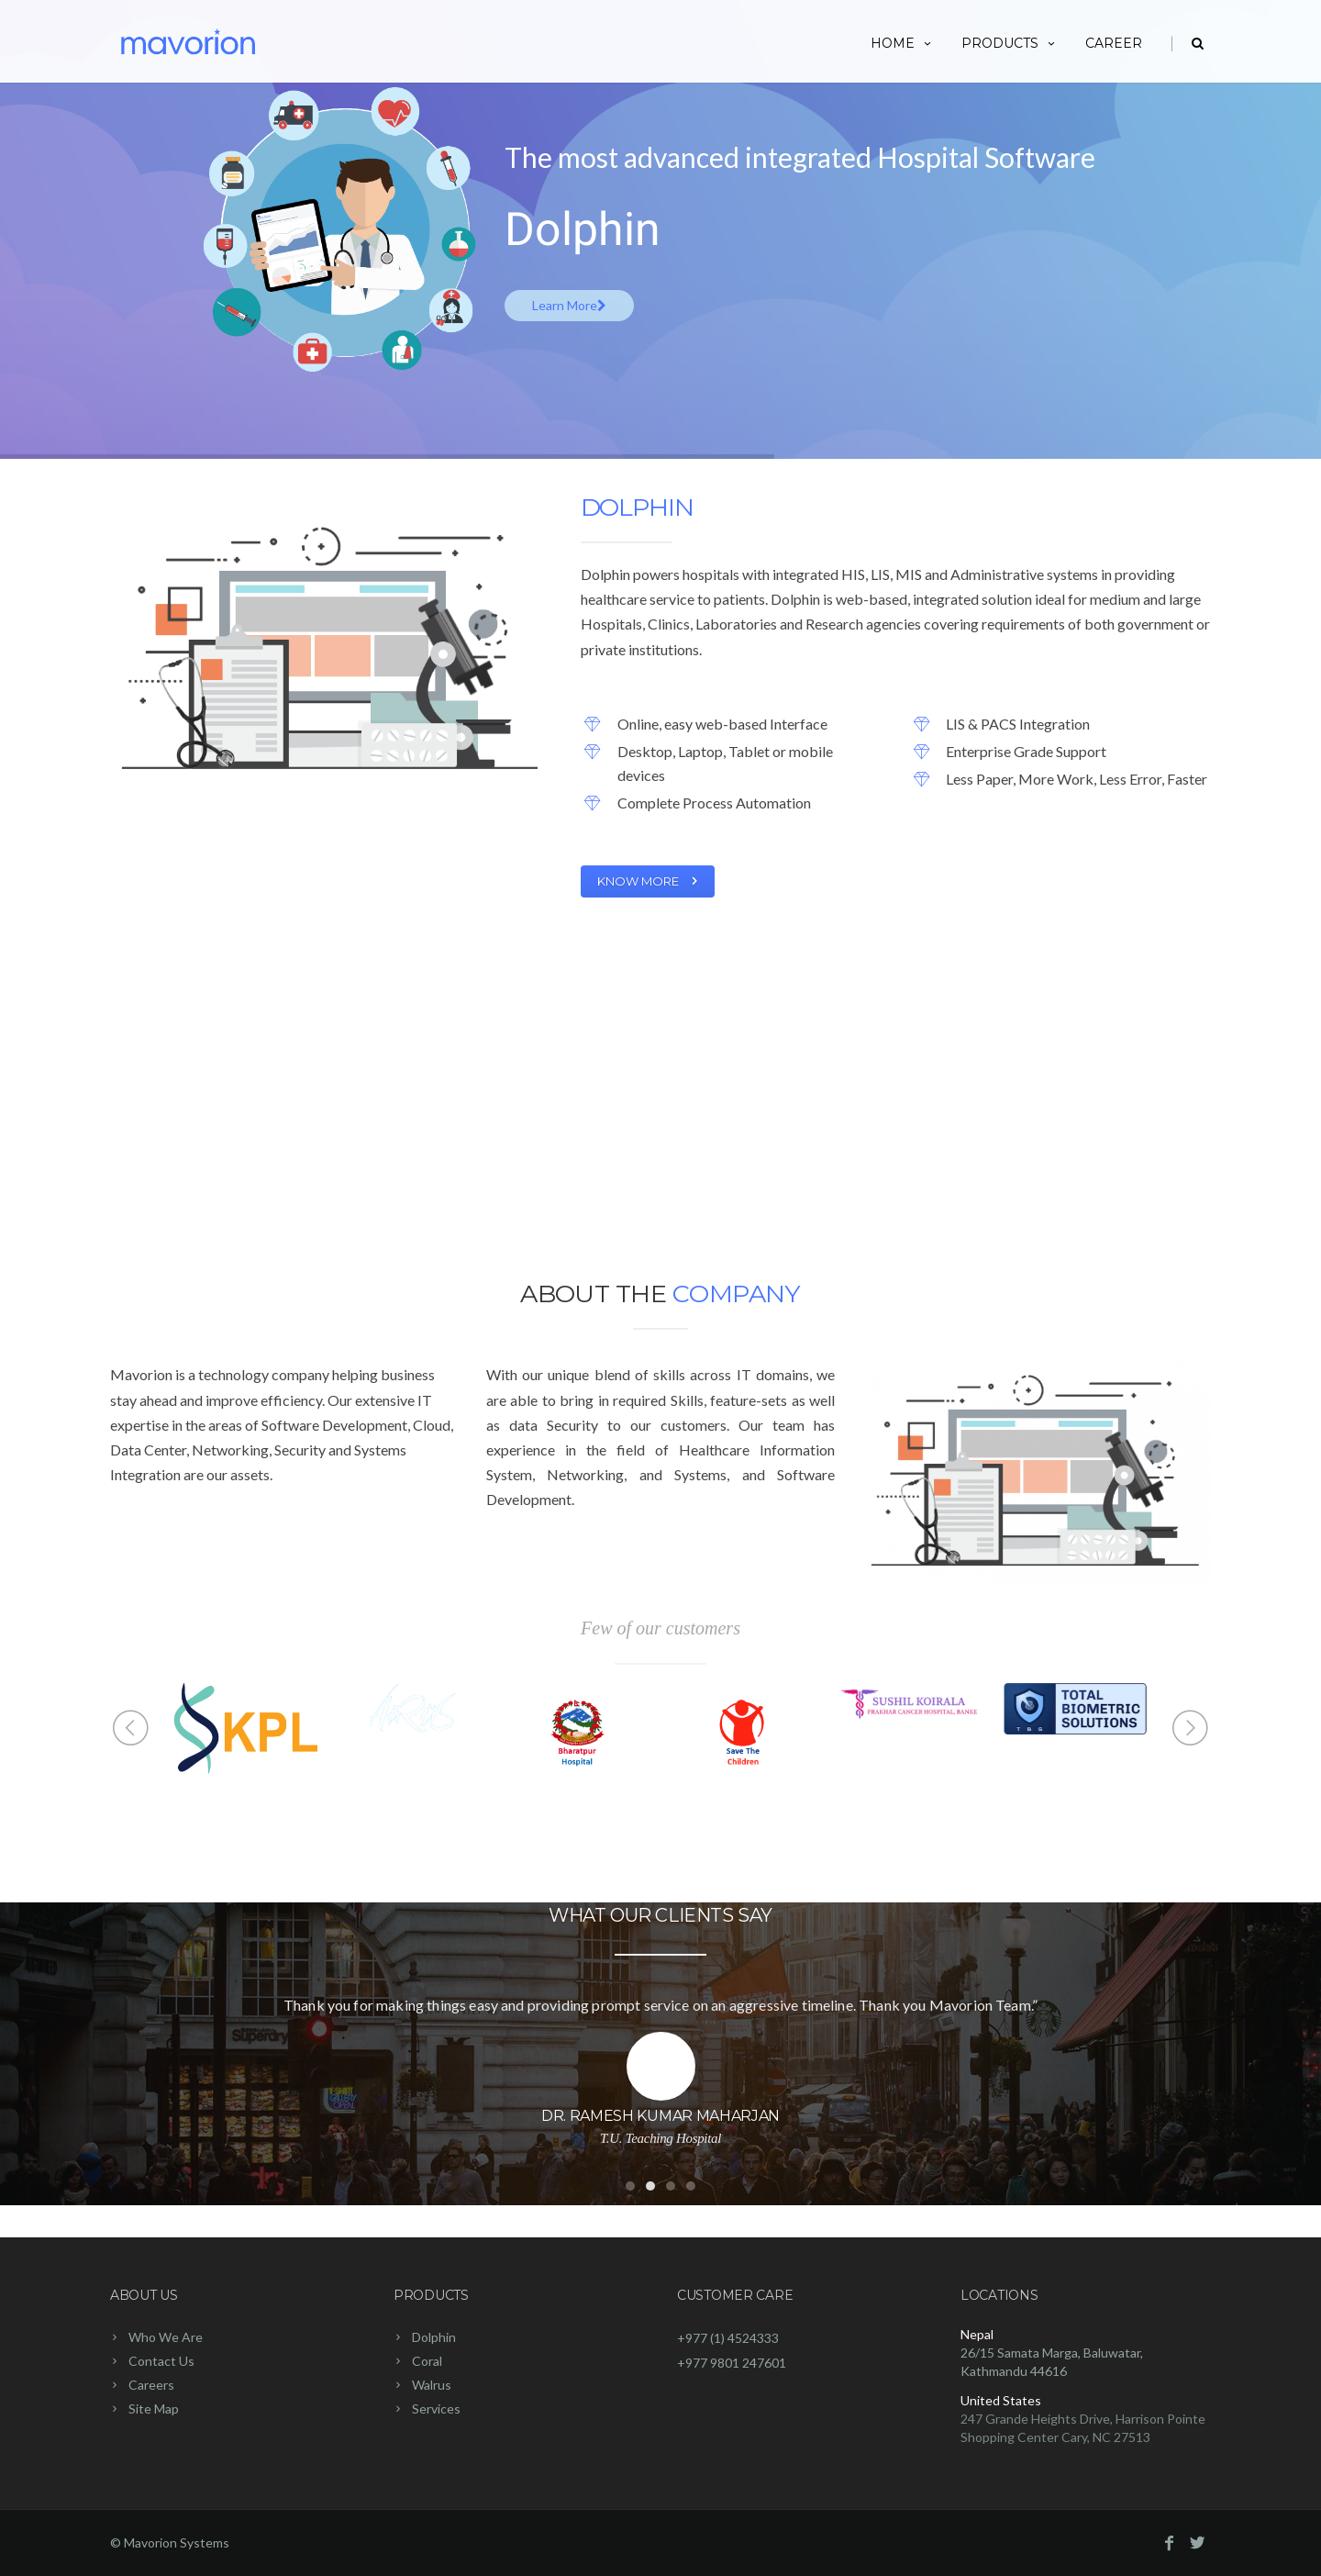 mavorion
HOME PRODUCTS CAREER
The most advanced integrated Hospital Software
Dolphin
Learn More
DOLPHIN
Dolphin powers hospitals with integrated HIS, LIS, MIS and Administrative systems in providing
healthcare service to patients. Dolphin is web-based, integrated solution ideal for medium and large
Hospitals, Clinics, Laboratories and Research agencies covering requirements of both government or
private institutions.
Online, easy web-based Interface
Desktop, Laptop, Tablet or mobile
devices
Complete Process Automation
LIS & PACS Integration
Enterprise Grade Support
Less Paper, More Work, Less Error, Faster
KNOW MORE
ABOUT THE COMPANY
Mavorion is a technology company helping business
stay ahead and improve efficiency. Our extensive IT
expertise in the areas of Software Development, Cloud,
Data Center, Networking, Security and Systems
Integration are our assets.
With our unique blend of skills across IT domains, we
are able to bring in required Skills, feature-sets as well
as data Security to our customers. Our team has
experience in the field of Healthcare Information
System, Networking, and Systems, and Software
Development.
Few of our customers
SKPL
Bharatpur
Hospital
Save The
Children
SUSHIL KOIRALA
PRAKHAR CANCER HOSPITAL, BANKE
TBS
TOTAL
BIOMETRIC
SOLUTIONS
WHAT OUR CLIENTS SAY
Thank you for making things easy and providing prompt service on an aggressive timeline. Thank you Mavorion Team.”
Superdry
DR. RAMESH KUMAR MAHARJAN
T.U. Teaching Hospital
ABOUT US
Who We Are
Contact Us
Careers
Site Map
PRODUCTS
Dolphin
Coral
Walrus
Services
CUSTOMER CARE
+977 (1) 4524333
+977 9801 247601
LOCATIONS
Nepal
26/15 Samata Marga, Baluwatar,
Kathmandu 44616
United States
247 Grande Heights Drive, Harrison Pointe
Shopping Center Cary, NC 27513
© Mavorion Systems